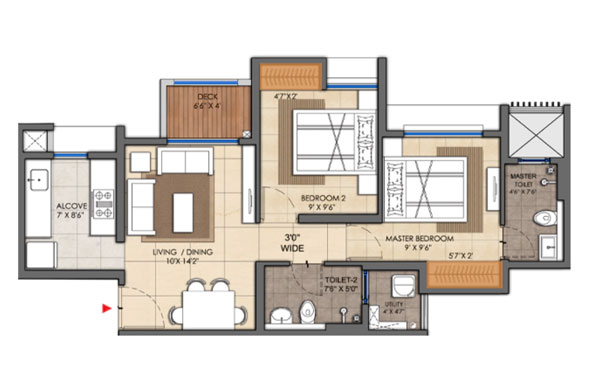 DECK
6'6"X 4'
4'7"X2'
BEDROOM 2
9' X 9'6"
ALCOVE
7' X 8'6"
LIVING / DINING
10'X 14'2"
3'0"
WIDE
MASTER BEDROOM
9' X 9'6"
5'7"X 2'
MASTER
TOILET
4'6" X 7'6"
TOILET-2
7'6" X 5'0"
UTILITY
4'X 4'7"